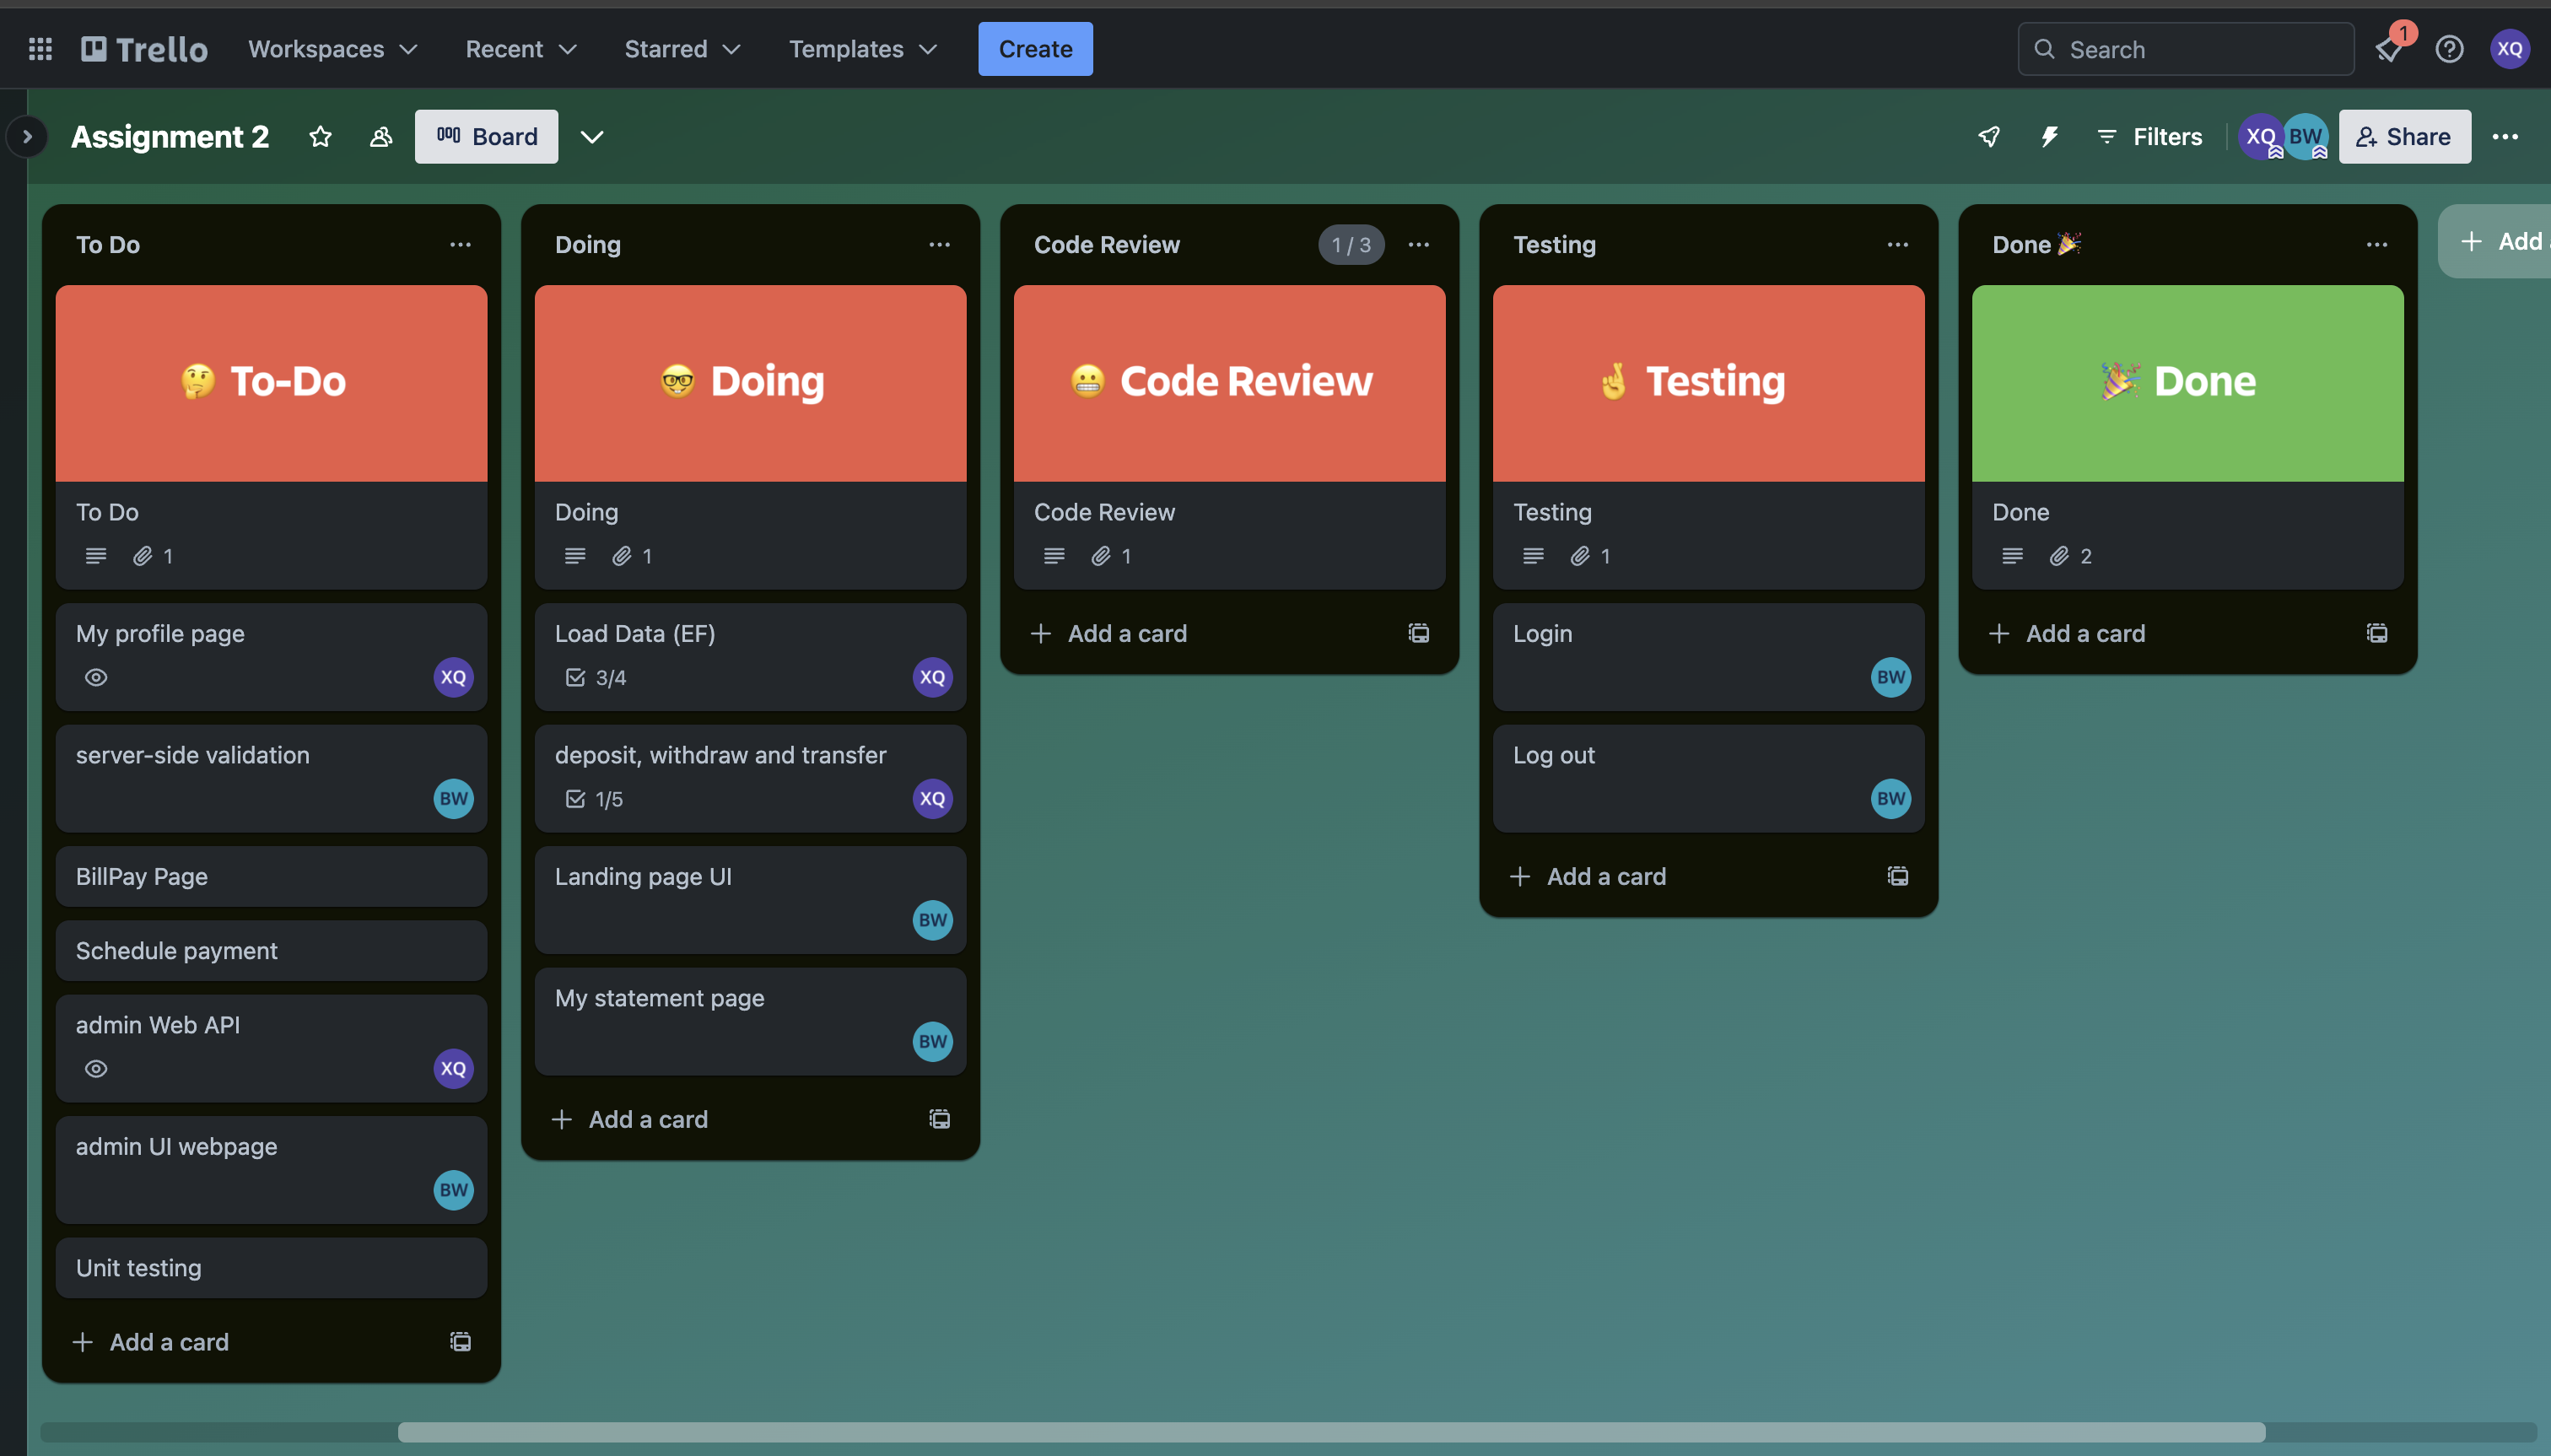 Trello Workspaces Recent Starred Templates Create Search 1 XQ
Assignment 2 Board Filters XQ BW Share
To Do
🤔 To-Do
To Do
1
My profile page
XQ
server-side validation
BW
BillPay Page
Schedule payment
admin Web API
XQ
admin UI webpage
BW
Unit testing
Add a card
Doing
🤓 Doing
Doing
1
Load Data (EF)
3/4 XQ
deposit, withdraw and transfer
1/5 XQ
Landing page UI
BW
My statement page
BW
Add a card
Code Review 1 / 3
😬 Code Review
Code Review
1
Add a card
Testing
🤞 Testing
Testing
1
Login
BW
Log out
BW
Add a card
Done 🎉
🎉 Done
Done
2
Add a card
Add